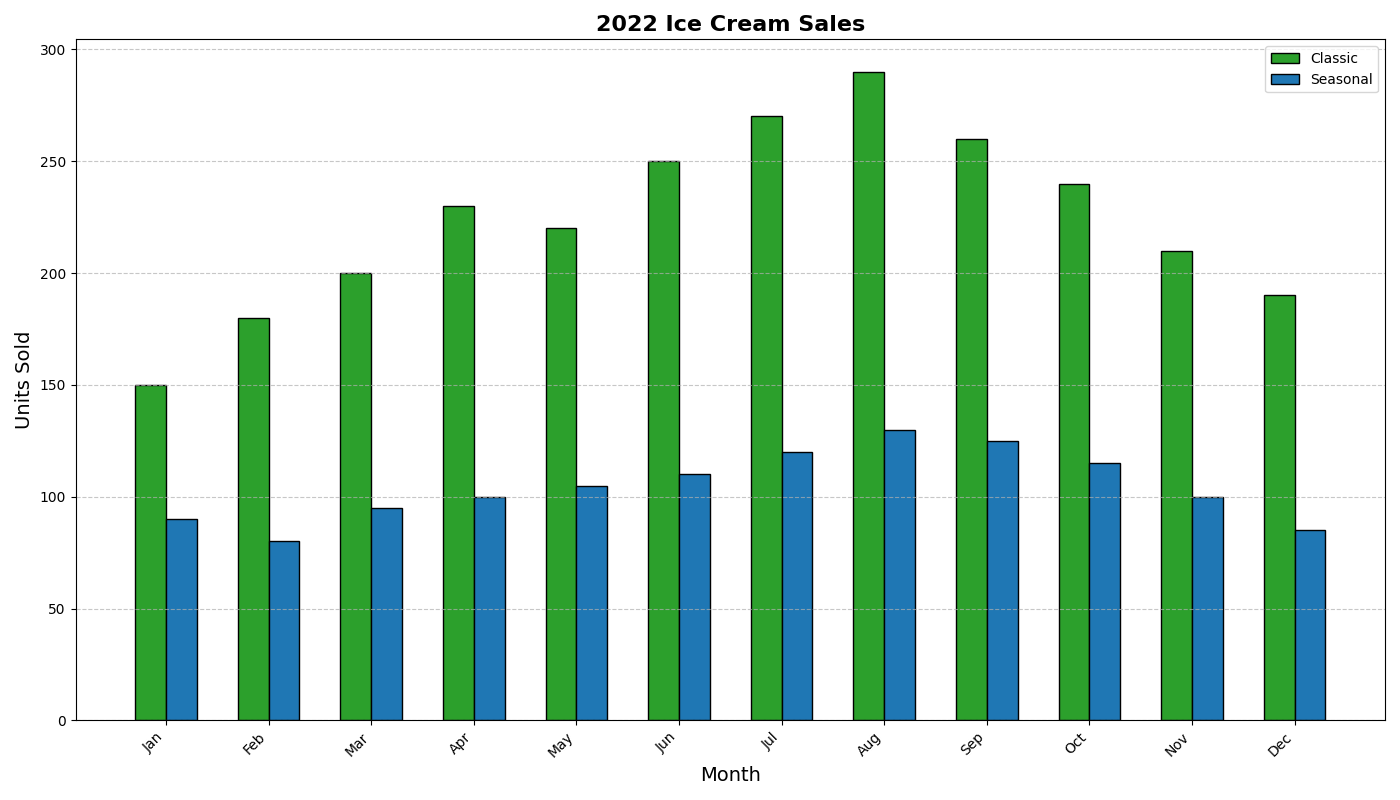 2022 Ice Cream Sales
Classic
Seasonal
Units Sold
300
250
200
150
100
50
0
Jan
Feb
Mar
Apr
May
Jun
Jul
Aug
Sep
Oct
Nov
Dec
Month